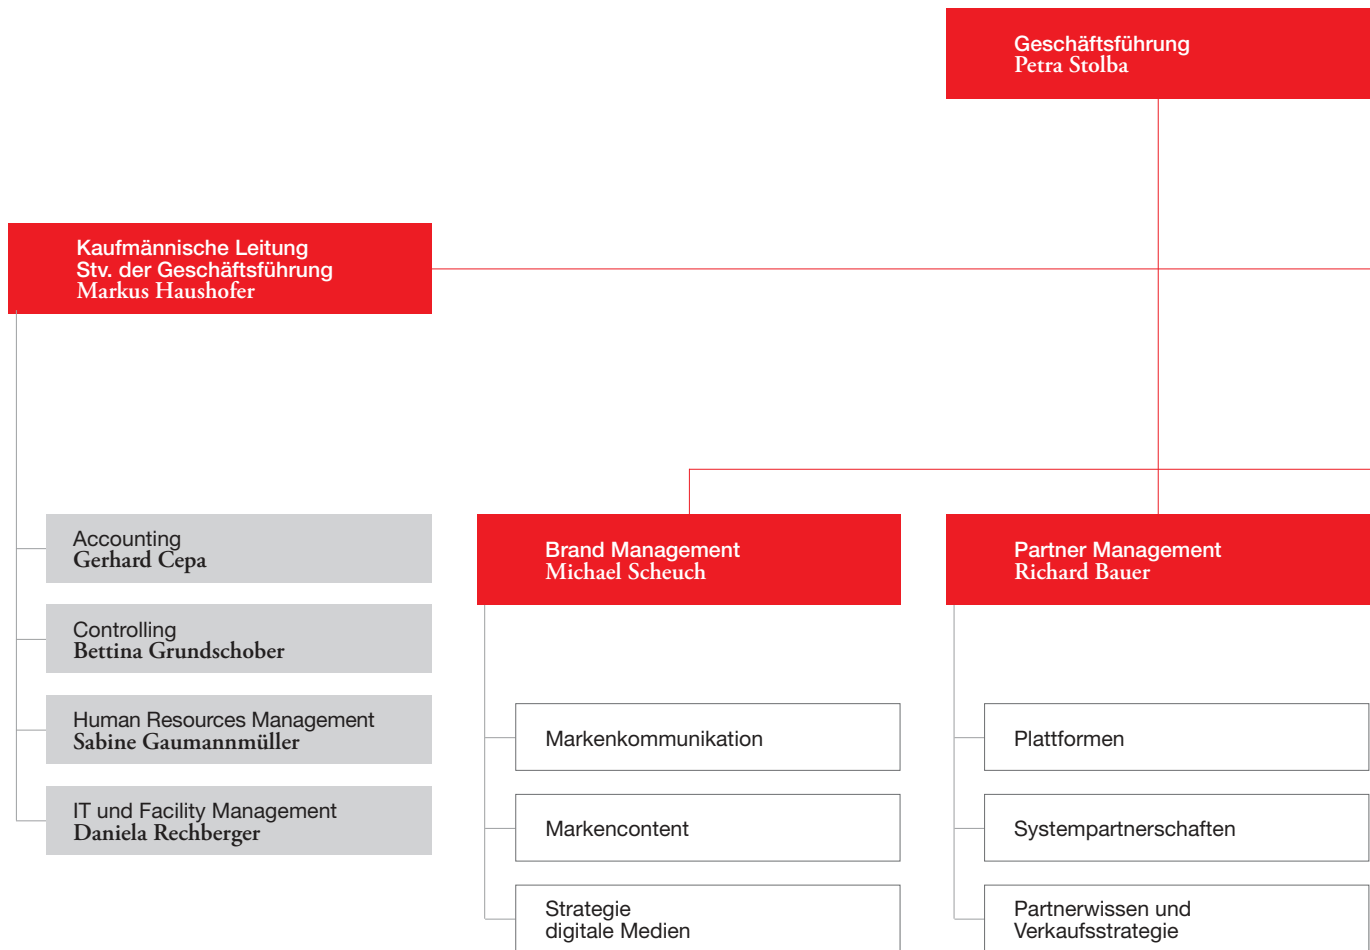 Geschäftsführung
Petra Stolba
Kaufmännische Leitung
Stv. der Geschäftsführung
Markus Haushofer
Accounting
Gerhard Cepa
Controlling
Bettina Grundschober
Human Resources Management
Sabine Gaumannmüller
IT und Facility Management
Daniela Rechberger
Brand Management
Michael Scheuch
Markenkommunikation
Markencontent
Strategie
digitale Medien
Partner Management
Richard Bauer
Plattformen
Systempartnerschaften
Partnerwissen und
Verkaufsstrategie